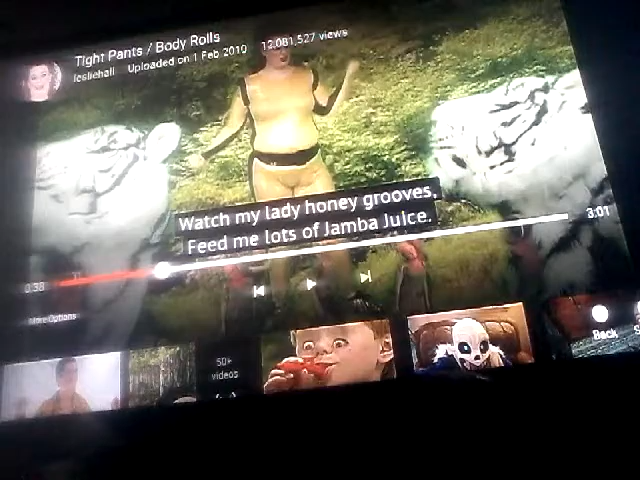 Tight Pants / Body Rolls
lesliehall Uploaded on 1 Feb 2010 12,081,527 views
Watch my lady honey grooves.
Feed me lots of Jamba Juice.
0:38
3:01
More Options
50+
videos
Back